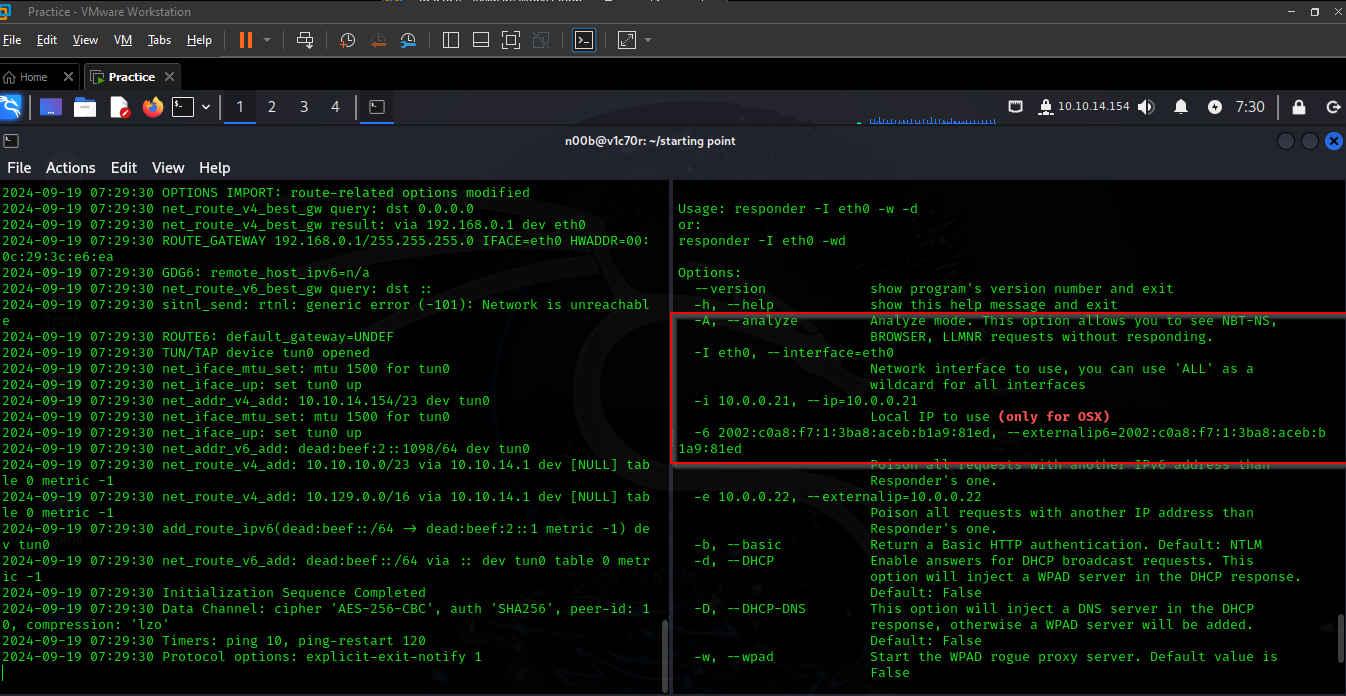 Practice - VMware Workstation
File Edit View VM Tabs Help
Home Practice
1 2 3 4 10.10.14.154 7:30
n00b@v1c70r: ~/starting point
File Actions Edit View Help
2024-09-19 07:29:30 OPTIONS IMPORT: route-related options modified
2024-09-19 07:29:30 net_route_v4_best_gw query: dst 0.0.0.0
2024-09-19 07:29:30 net_route_v4_best_gw result: via 192.168.0.1 dev eth0
2024-09-19 07:29:30 ROUTE_GATEWAY 192.168.0.1/255.255.255.0 IFACE=eth0 HWADDR=00:
0c:29:3c:e6:ea
2024-09-19 07:29:30 GDG6: remote_host_ipv6=n/a
2024-09-19 07:29:30 net_route_v6_best_gw query: dst ::
2024-09-19 07:29:30 sitnl_send: rtnl: generic error (-101): Network is unreachabl
e
2024-09-19 07:29:30 ROUTE6: default_gateway=UNDEF
2024-09-19 07:29:30 TUN/TAP device tun0 opened
2024-09-19 07:29:30 net_iface_mtu_set: mtu 1500 for tun0
2024-09-19 07:29:30 net_iface_up: set tun0 up
2024-09-19 07:29:30 net_addr_v4_add: 10.10.14.154/23 dev tun0
2024-09-19 07:29:30 net_iface_mtu_set: mtu 1500 for tun0
2024-09-19 07:29:30 net_iface_up: set tun0 up
2024-09-19 07:29:30 net_addr_v6_add: dead:beef:2::1098/64 dev tun0
2024-09-19 07:29:30 net_route_v4_add: 10.10.10.0/23 via 10.10.14.1 dev [NULL] tab
le 0 metric -1
2024-09-19 07:29:30 net_route_v4_add: 10.129.0.0/16 via 10.10.14.1 dev [NULL] tab
le 0 metric -1
2024-09-19 07:29:30 add_route_ipv6(dead:beef::/64 -> dead:beef:2::1 metric -1) de
v tun0
2024-09-19 07:29:30 net_route_v6_add: dead:beef::/64 via :: dev tun0 table 0 metr
ic -1
2024-09-19 07:29:30 Initialization Sequence Completed
2024-09-19 07:29:30 Data Channel: cipher 'AES-256-CBC', auth 'SHA256', peer-id: 1
0, compression: 'lzo'
2024-09-19 07:29:30 Timers: ping 10, ping-restart 120
2024-09-19 07:29:30 Protocol options: explicit-exit-notify 1
Usage: responder -I eth0 -w -d
or:
responder -I eth0 -wd
Options:
--version show program's version number and exit
-h, --help show this help message and exit
-A, --analyze Analyze mode. This option allows you to see NBT-NS,
BROWSER, LLMNR requests without responding.
-I eth0, --interface=eth0
Network interface to use, you can use 'ALL' as a
wildcard for all interfaces
-i 10.0.0.21, --ip=10.0.0.21
Local IP to use (only for OSX)
-6 2002:c0a8:f7:1:3ba8:aceb:b1a9:81ed, --externalip6=2002:c0a8:f7:1:3ba8:aceb:b
1a9:81ed
Poison all requests with another IPv6 address than
Responder's one.
-e 10.0.0.22, --externalip=10.0.0.22
Poison all requests with another IP address than
Responder's one.
-b, --basic Return a Basic HTTP authentication. Default: NTLM
-d, --DHCP Enable answers for DHCP broadcast requests. This
option will inject a WPAD server in the DHCP response.
Default: False
-D, --DHCP-DNS This option will inject a DNS server in the DHCP
response, otherwise a WPAD server will be added.
Default: False
-w, --wpad Start the WPAD rogue proxy server. Default value is
False